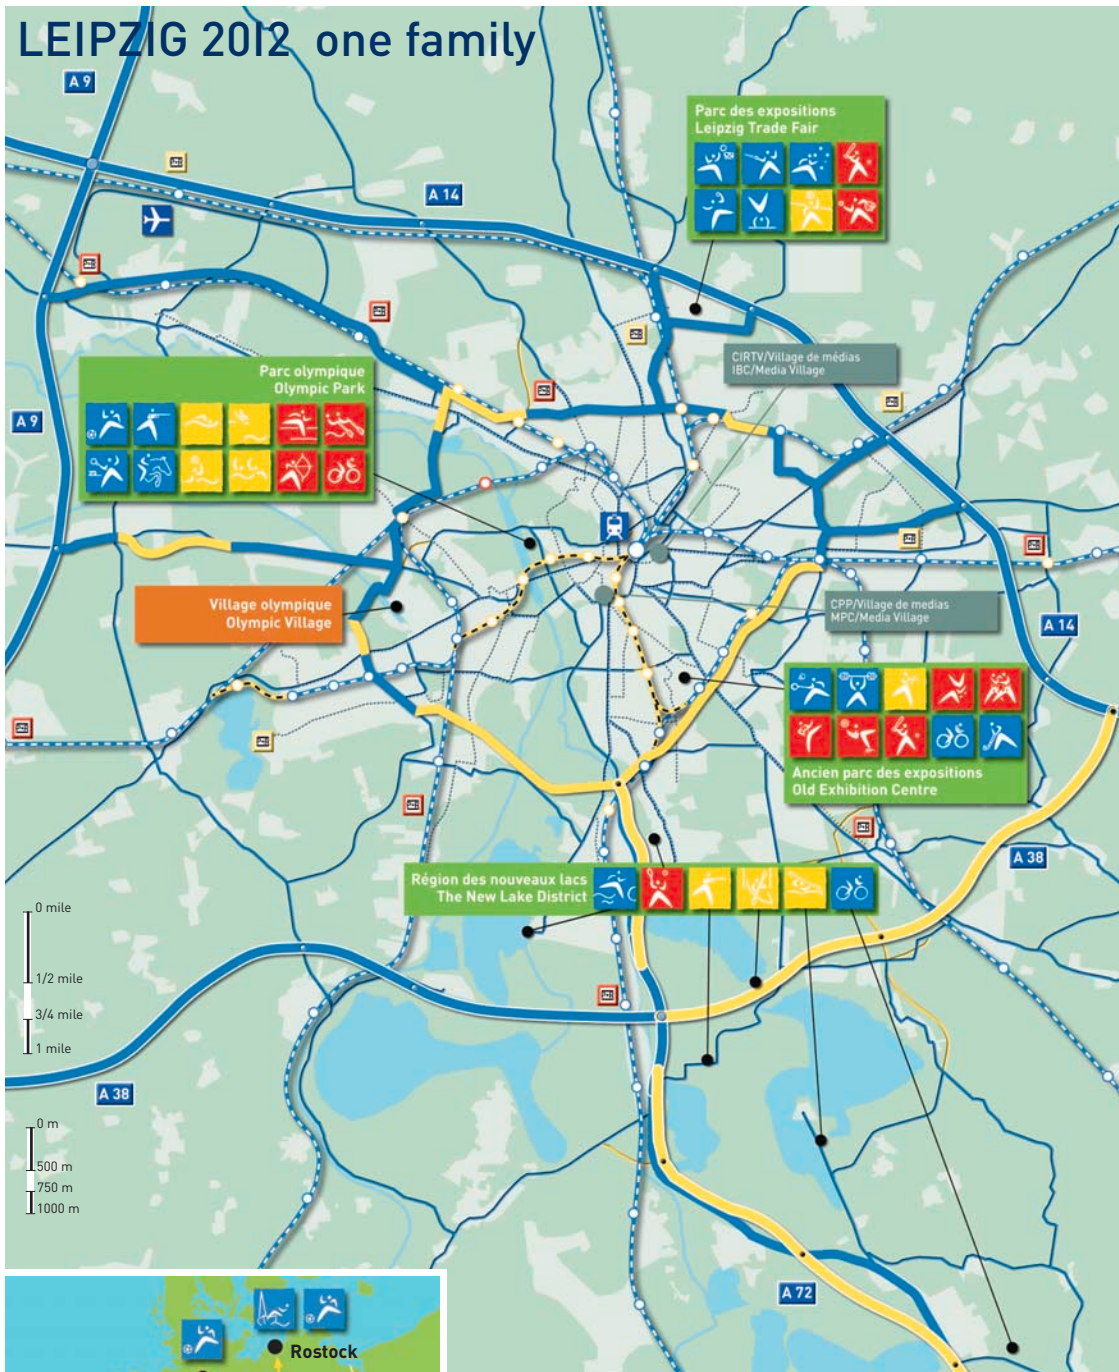 LEIPZIG 2012 one family
A 9
A 14
Parc des expositions
Leipzig Trade Fair
CIRTV/Village de médias
IBC/Media Village
Parc olympique
Olympic Park
A 9
Village olympique
Olympic Village
CPP/Village de medias
MPC/Media Village
A 14
Ancien parc des expositions
Old Exhibition Centre
A 38
Région des nouveaux lacs
The New Lake District
0 mile
1/2 mile
3/4 mile
1 mile
A 38
0 m
500 m
750 m
1000 m
A 72
Rostock